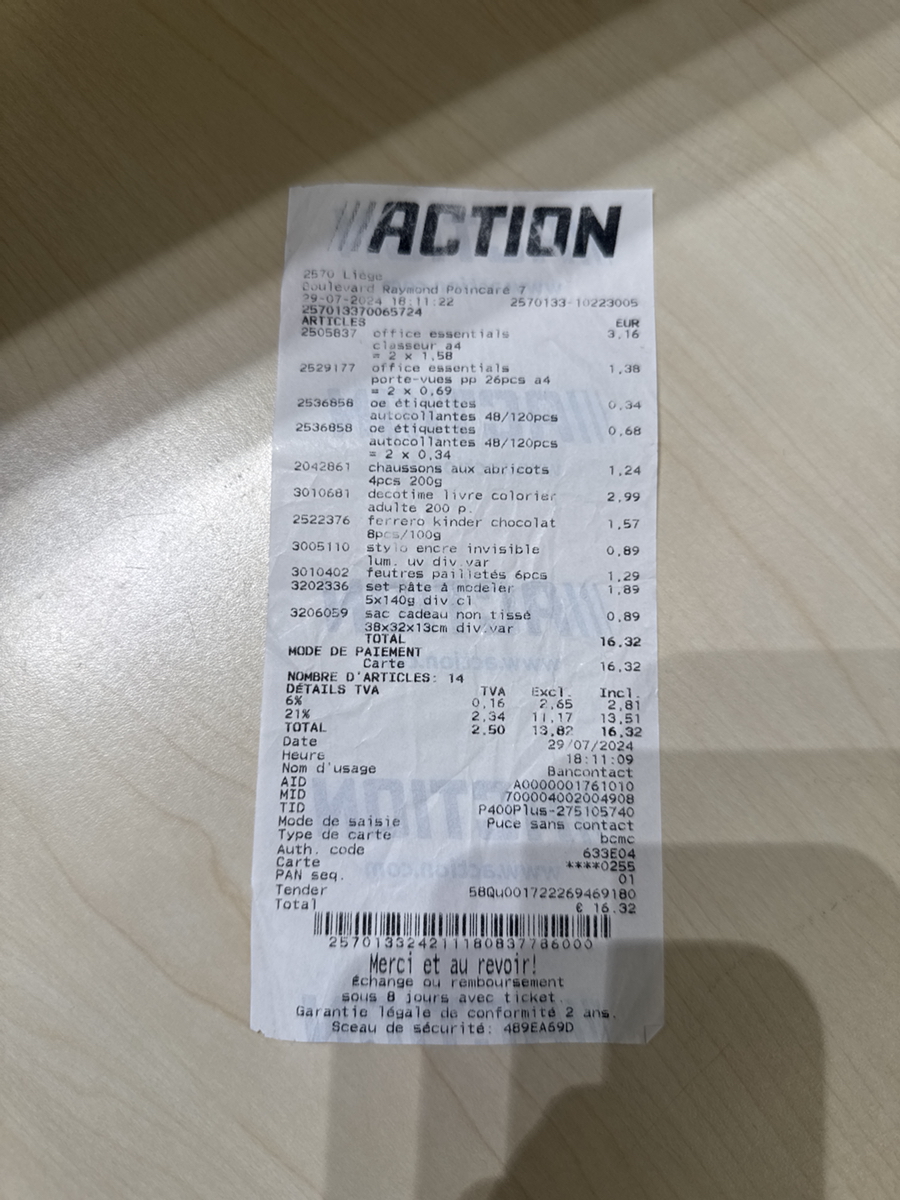 ACTION
2570 Liège
Boulevard Raymond Poincaré 7
29-07-2024 18:11:22 2570133-10223005
257013370065724
ARTICLES EUR
2505837 office essentials 3,16
classeur a4
= 2 x 1,58
2529177 office essentials 1,38
porte-vues pp 26pcs a4
= 2 x 0,69
2536858 oe étiquettes 0,34
autocollantes 48/120pcs
2536858 oe étiquettes 0,68
autocollantes 48/120pcs
= 2 x 0,34
2042861 chaussons aux abricots 1,24
4pcs 200g
3010681 decotime livre colorier 2,99
adulte 200 p.
2522376 ferrero kinder chocolat 1,57
8pcs/100g
3005110 stylo encre invisible 0,89
lum. uv div.var
3010402 feutres pailletés 6pcs 1,29
3202336 set pâte à modeler 1,89
5x140g div.cl
3206059 sac cadeau non tissé 0,89
38x32x13cm div.var
TOTAL 16,32
MODE DE PAIEMENT
Carte 16,32
NOMBRE D'ARTICLES: 14
DÉTAILS TVA TVA Excl. Incl.
6% 0,16 2,65 2,81
21% 2,34 11,17 13,51
TOTAL 2,50 13,82 16,32
Date 29/07/2024
Heure 18:11:09
Nom d'usage Bancontact
AID A0000001761010
MID 700004002004908
TID P400Plus-275105740
Mode de saisie Puce sans contact
Type de carte bcmc
Auth. code 633E04
Carte ****0255
PAN seq. 01
Tender 58Qu001722269469180
Total € 16.32
257013324211180837786000
Merci et au revoir!
Échange ou remboursement
sous 8 jours avec ticket.
Garantie légale de conformité 2 ans.
Sceau de sécurité: 489EA69D